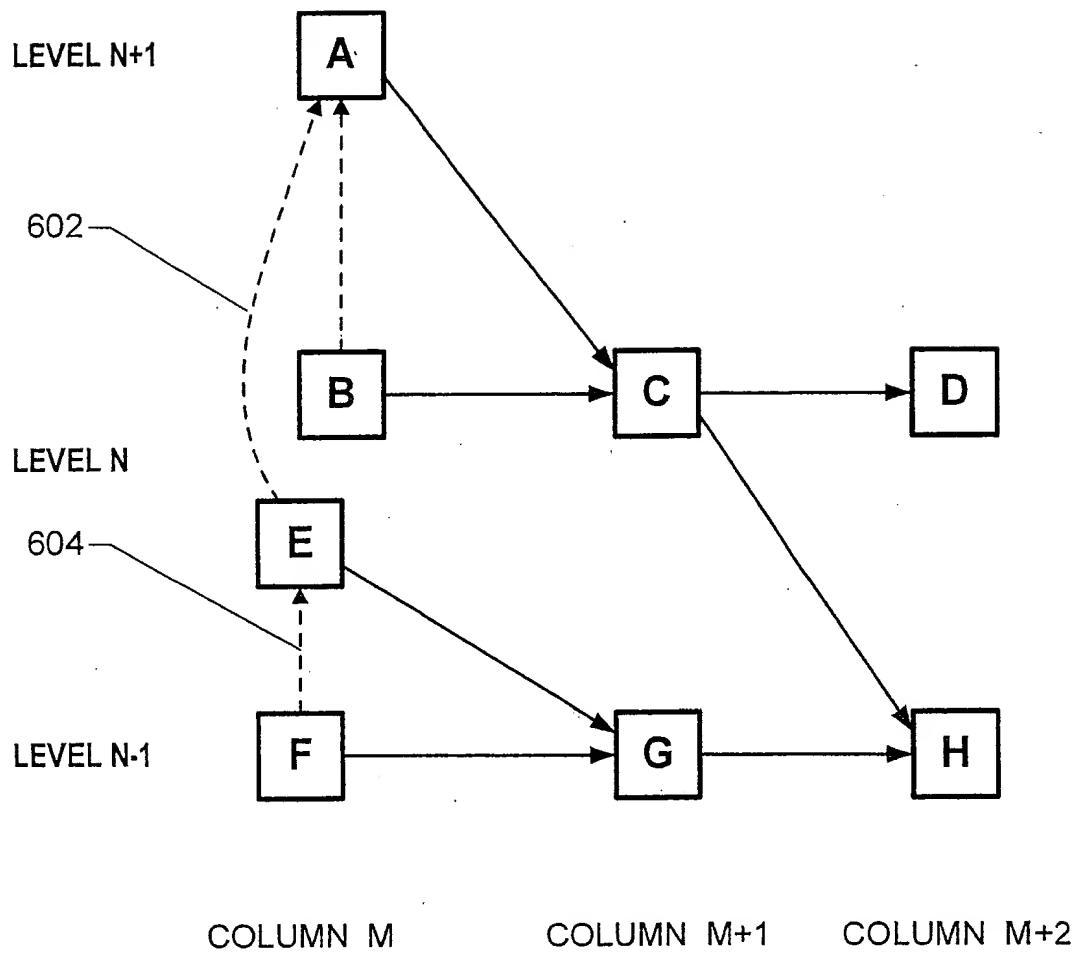 LEVEL N+1
A
602
B
C
D
LEVEL N
E
604
F
G
H
LEVEL N-1
COLUMN M
COLUMN M+1
COLUMN M+2